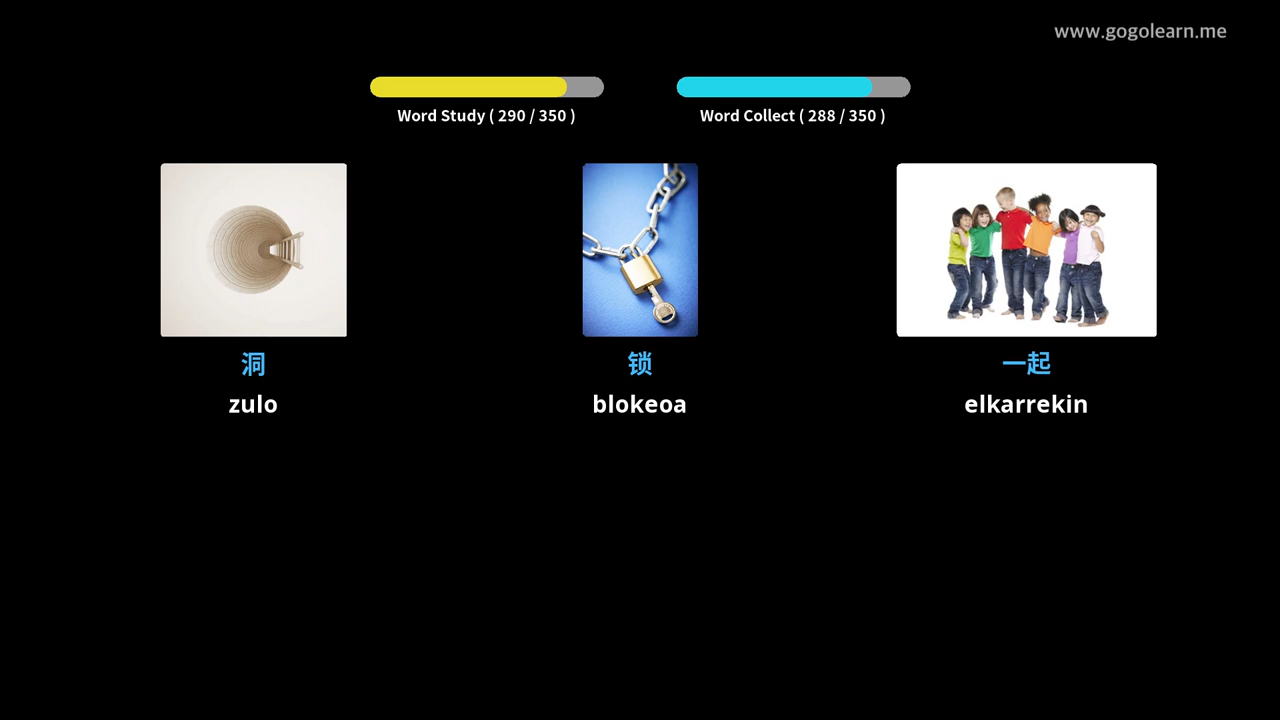 www.gogolearn.me
Word Study ( 290 / 350 )
Word Collect ( 288 / 350 )
洞
锁
一起
zulo
blokeoa
elkarrekin